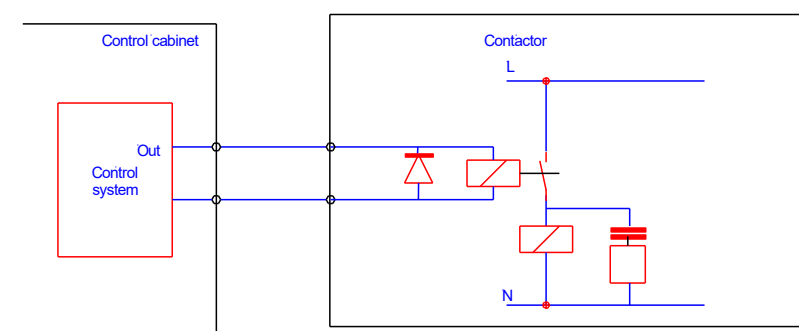 Control cabinet
Contactor
L
Out
Control
system
N